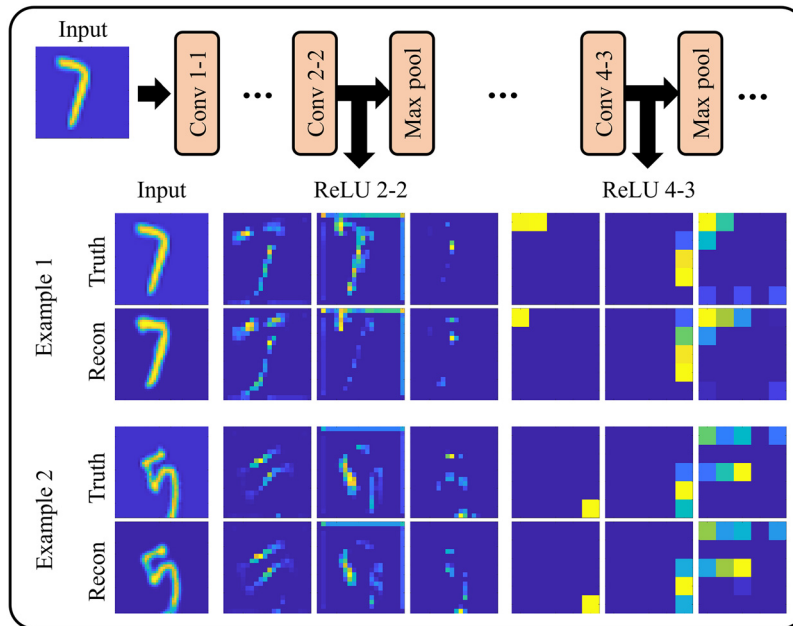 Input
Conv 1-1
...
Conv 2-2
Max pool
...
Conv 4-3
Max pool
...
Input
ReLU 2-2
ReLU 4-3
Example 1
Truth
Recon
Example 2
Truth
Recon